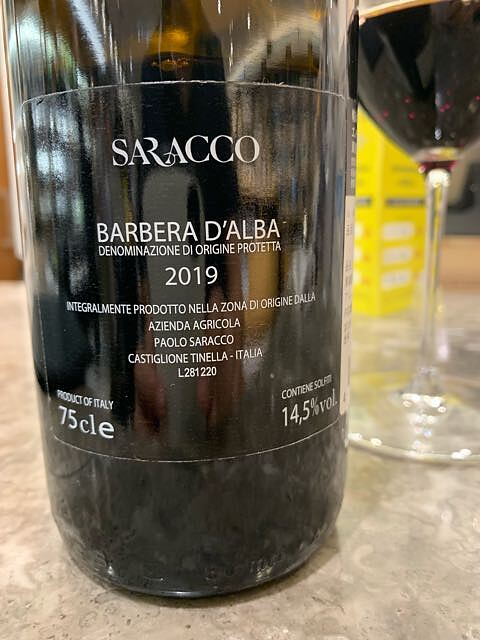 SARACCO
BARBERA D'ALBA
DENOMINAZIONE DI ORIGINE PROTETTA
2019
INTEGRALMENTE PRODOTTO NELLA ZONA DI ORIGINE DALLA
AZIENDA AGRICOLA
PAOLO SARACCO
CASTIGLIONE TINELLA - ITALIA
L281220
PRODUCT OF ITALY
75cl e
CONTIENE SOLFITI
14,5% vol.